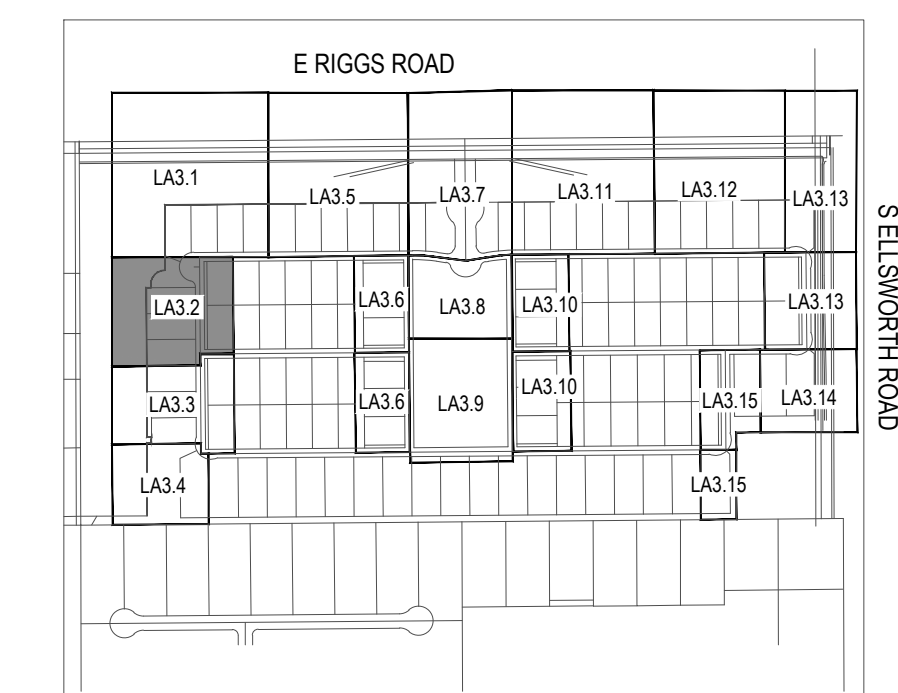 E RIGGS ROAD
LA3.1
LA3.5
LA3.7
LA3.11
LA3.12
LA3.13
S ELLSWORTH ROAD
LA3.2
LA3.6
LA3.8
LA3.10
LA3.13
LA3.3
LA3.6
LA3.9
LA3.10
LA3.15
LA3.14
LA3.4
LA3.15